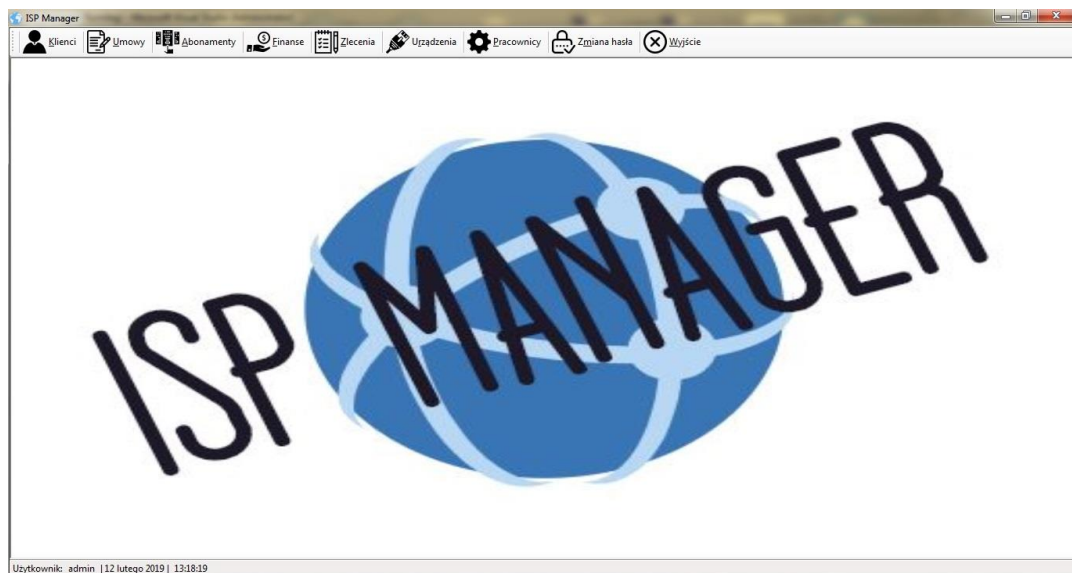 ISP Manager
Klienci Umowy Abonamenty Finanse Zlecenia Urządzenia Pracownicy Zmiana hasła Wyjście
ISP MANAGER
Użytkownik: admin | 12 lutego 2019 | 13:18:19